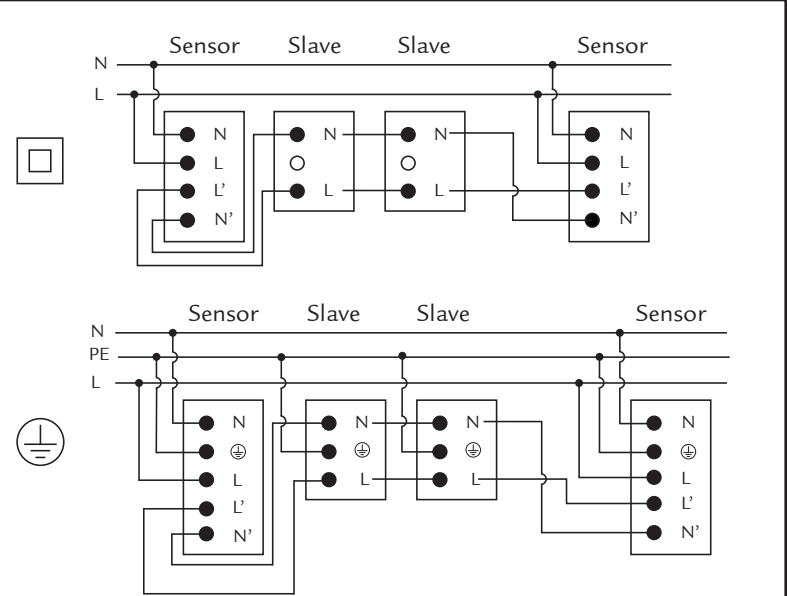 Sensor Slave Slave Sensor
N
L
N N N N
L L
L’ L L L’
N’ N’
Sensor Slave Slave Sensor
N
PE
L
N N N N
L L L L
L’ L’
N’ N’